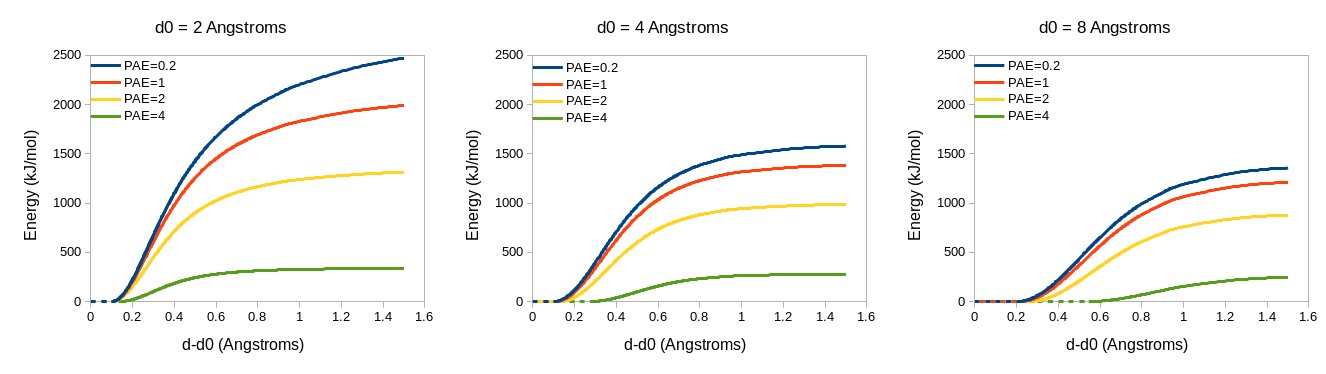 d0 = 2 Angstroms
2500
2000
1500
1000
500
0
PAE=0.2
PAE=1
PAE=2
PAE=4
Energy (kJ/mol)
0 0.2 0.4 0.6 0.8 1 1.2 1.4 1.6
d-d0 (Angstroms)
d0 = 4 Angstroms
2500
2000
1500
1000
500
0
PAE=0.2
PAE=1
PAE=2
PAE=4
Energy (kJ/mol)
0 0.2 0.4 0.6 0.8 1 1.2 1.4 1.6
d-d0 (Angstroms)
d0 = 8 Angstroms
2500
2000
1500
1000
500
0
PAE=0.2
PAE=1
PAE=2
PAE=4
Energy (kJ/mol)
0 0.2 0.4 0.6 0.8 1 1.2 1.4 1.6
d-d0 (Angstroms)